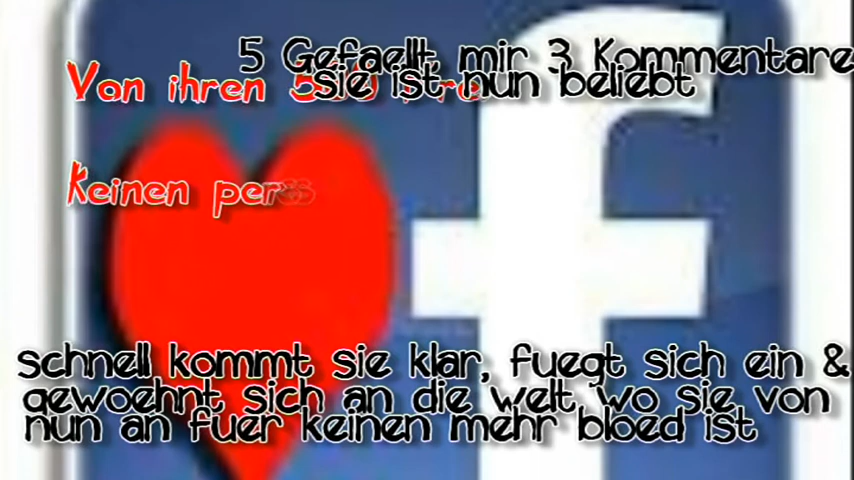 5 Gefaellt mir 3 Kommentare
sie ist nun beliebt
Von ihren
Keinen
schnell kommt sie klar, fuegt sich ein &
gewoehnt sich an die welt wo sie von
nun an fuer keinen mehr bloed ist